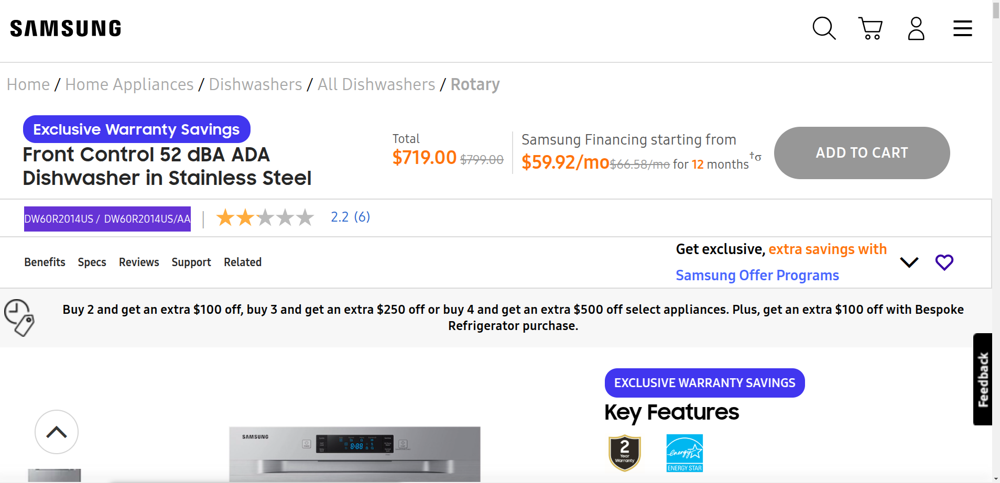 SAMSUNG
Home / Home Appliances / Dishwashers / All Dishwashers / Rotary
Exclusive Warranty Savings
Front Control 52 dBA ADA
Dishwasher in Stainless Steel
Total
$719.00 $799.00
Samsung Financing starting from
$59.92/mo$66.58/mo for 12 months†σ
ADD TO CART
DW60R2014US / DW60R2014US/AA
2.2 (6)
Benefits Specs Reviews Support Related
Get exclusive, extra savings with
Samsung Offer Programs
Buy 2 and get an extra $100 off, buy 3 and get an extra $250 off or buy 4 and get an extra $500 off select appliances. Plus, get an extra $100 off with Bespoke
Refrigerator purchase.
Feedback
EXCLUSIVE WARRANTY SAVINGS
Key Features
SAMSUNG
8:88
2
Year
Warranty
energy
ENERGY STAR